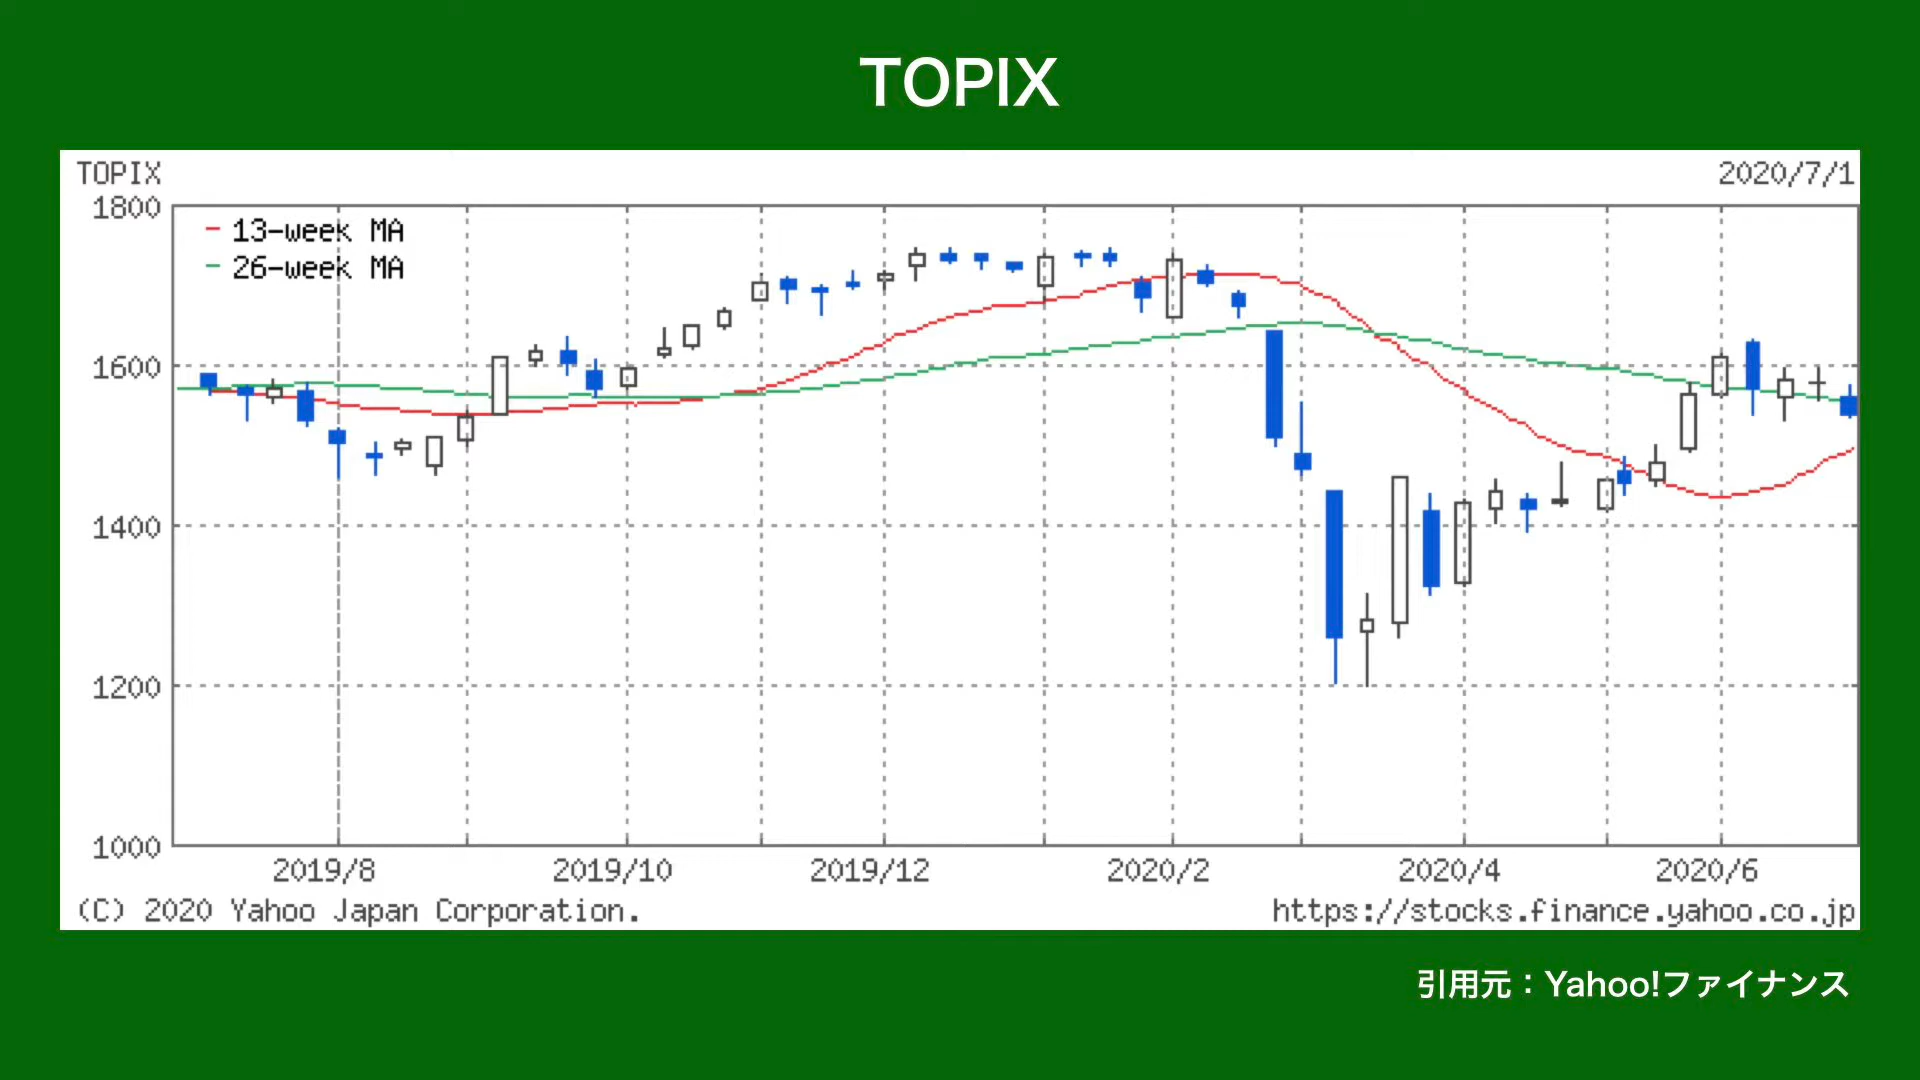 TOPIX
TOPIX
2020/7/1
1800
13-week MA
26-week MA
1600
1400
1200
1000
2019/8
2019/10
2019/12
2020/2
2020/4
2020/6
(C) 2020 Yahoo Japan Corporation.
https://stocks.finance.yahoo.co.jp
引用元：Yahoo!ファイナンス